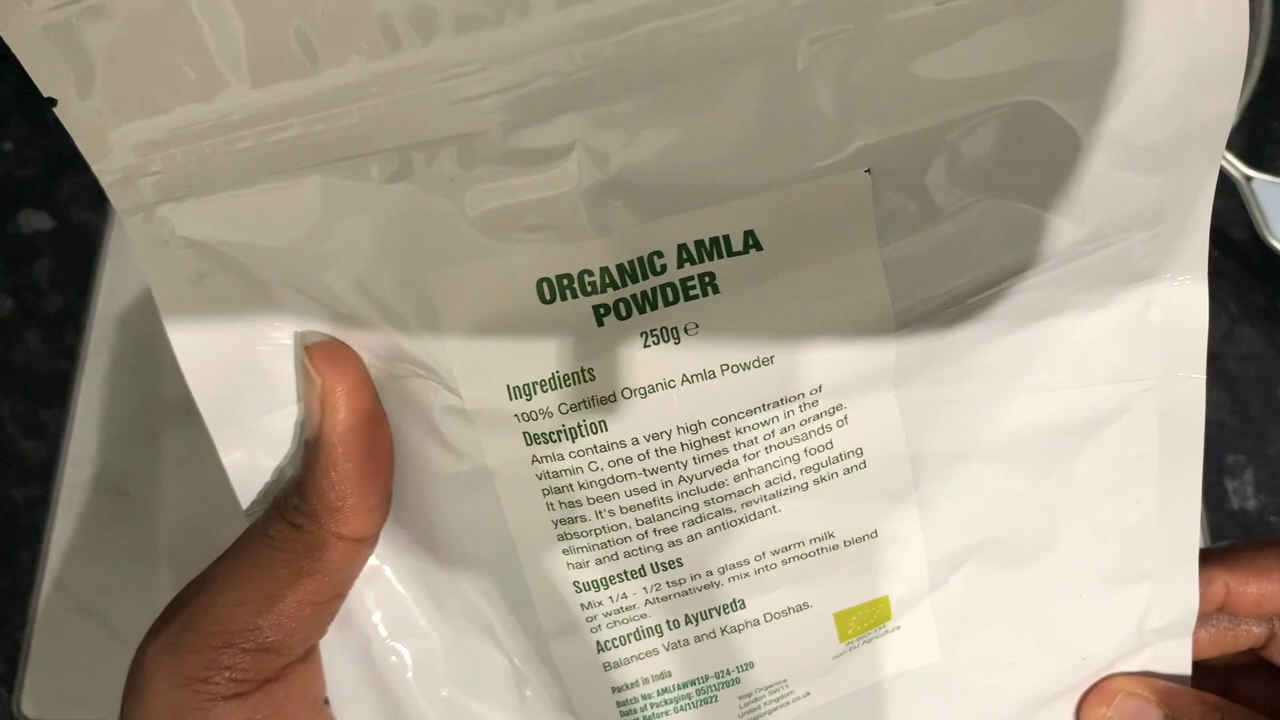 ORGANIC AMLA
POWDER
250g ℮
Ingredients
100% Certified Organic Amla Powder
Description
Amla contains a very high concentration of
vitamin C, one of the highest known in the
plant kingdom-twenty times that of an orange.
It has been used in Ayurveda for thousands of
years. It's benefits include: enhancing food
absorption, balancing stomach acid, regulating
elimination of free radicals, revitalizing skin and
hair and acting as an antioxidant.
Suggested Uses
Mix 1/4 - 1/2 tsp in a glass of warm milk
or water. Alternatively, mix into smoothie blend
of choice.
According to Ayurveda
Balances Vata and Kapha Doshas.
IN-BIO-134
non-EU Agriculture
Packed in India
Batch No: AMLFAWW11P-024-1120
Date of Packaging: 05/11/2020
Before: 04/11/2022
Yogi Organics
London SW11
United Kingdom